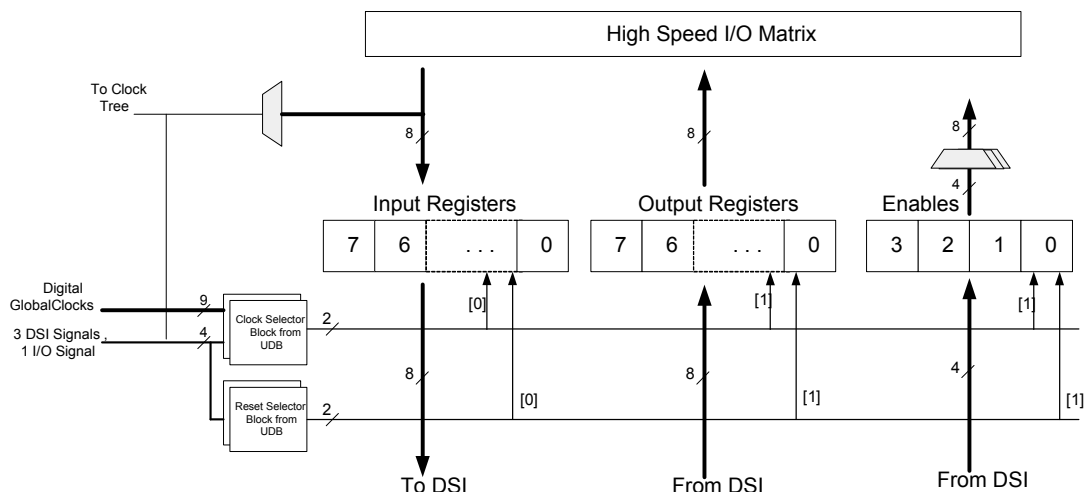 High Speed I/O Matrix
To Clock
Tree
8
8
8
4
Input Registers
Output Registers
Enables
7 6 . . . 0
7 6 . . . 0
3 2 1 0
Digital
GlobalClocks
9
[0]
[1]
[1]
3 DSI Signals ,
1 I/O Signal
4
Clock Selector
Block from
UDB
2
8
8
4
Reset Selector
Block from
UDB
2
[0]
[1]
[1]
To DSI
From DSI
From DSI